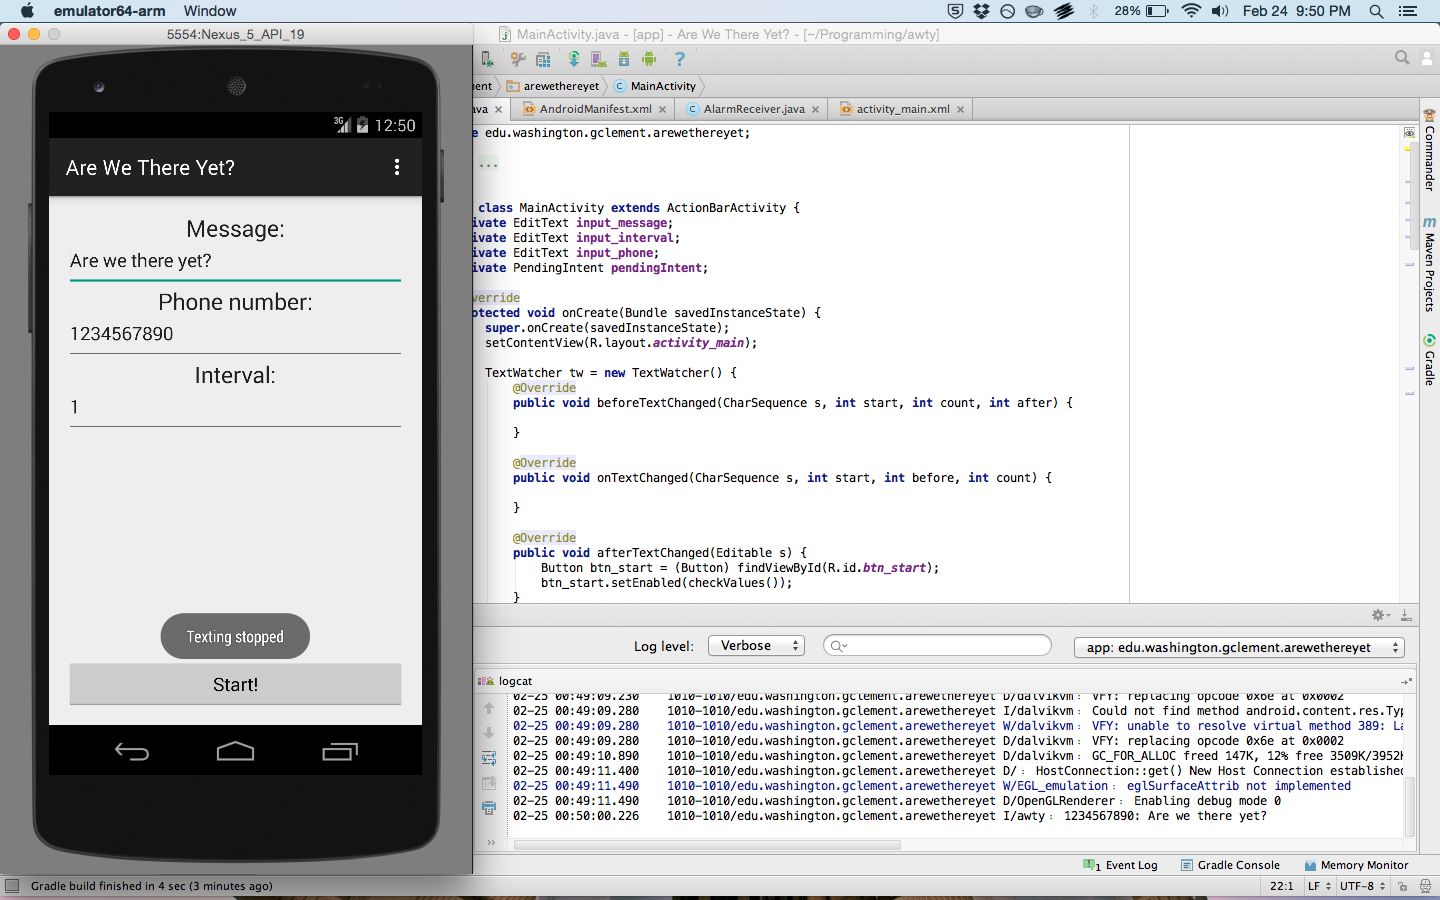 emulator64-arm Window
28% Feb 24 9:50 PM
5554:Nexus_5_API_19
MainActivity.java - [app] - Are We There Yet? - [~/Programming/awty]
arewethereyet MainActivity
AndroidManifest.xml AlarmReceiver.java activity_main.xml
3G 12:50
Are We There Yet?
Message:
Are we there yet?
Phone number:
1234567890
Interval:
1
Texting stopped
Start!
e edu.washington.gclement.arewethereyet;
...
class MainActivity extends ActionBarActivity {
ivate EditText input_message;
ivate EditText input_interval;
ivate EditText input_phone;
ivate PendingIntent pendingIntent;
verride
otected void onCreate(Bundle savedInstanceState) {
super.onCreate(savedInstanceState);
setContentView(R.layout.activity_main);
TextWatcher tw = new TextWatcher() {
@Override
public void beforeTextChanged(CharSequence s, int start, int count, int after) {
}
@Override
public void onTextChanged(CharSequence s, int start, int before, int count) {
}
@Override
public void afterTextChanged(Editable s) {
Button btn_start = (Button) findViewById(R.id.btn_start);
btn_start.setEnabled(checkValues());
}
Commander
m Maven Projects
Gradle
Log level: Verbose app: edu.washington.gclement.arewethereyet
logcat
02-25 00:49:09.230 1010-1010/edu.washington.gclement.arewethereyet D/dalvikvm: VFY: replacing opcode 0x6e at 0x0002
02-25 00:49:09.280 1010-1010/edu.washington.gclement.arewethereyet I/dalvikvm: Could not find method android.content.res.Typ
02-25 00:49:09.280 1010-1010/edu.washington.gclement.arewethereyet W/dalvikvm: VFY: unable to resolve virtual method 389: La
02-25 00:49:09.280 1010-1010/edu.washington.gclement.arewethereyet D/dalvikvm: VFY: replacing opcode 0x6e at 0x0002
02-25 00:49:10.890 1010-1010/edu.washington.gclement.arewethereyet D/dalvikvm: GC_FOR_ALLOC freed 147K, 12% free 3509K/3952K
02-25 00:49:11.400 1010-1010/edu.washington.gclement.arewethereyet D/: HostConnection::get() New Host Connection established
02-25 00:49:11.490 1010-1010/edu.washington.gclement.arewethereyet W/EGL_emulation: eglSurfaceAttrib not implemented
02-25 00:49:11.490 1010-1010/edu.washington.gclement.arewethereyet D/OpenGLRenderer: Enabling debug mode 0
02-25 00:50:00.226 1010-1010/edu.washington.gclement.arewethereyet I/awty: 1234567890: Are we there yet?
1 Event Log Gradle Console Memory Monitor
Gradle build finished in 4 sec (3 minutes ago) 22:1 LF UTF-8